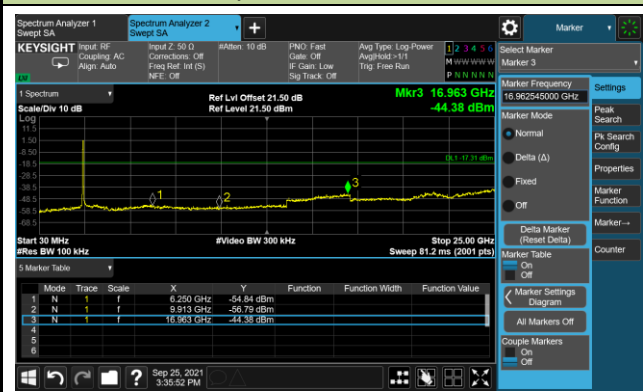 Spectrum Analyzer 1
Swept SA
Spectrum Analyzer 2
Swept SA
Marker
KEYSIGHT
Input: RF
Coupling: AC
Align: Auto
Input Z: 50 Ω
Corrections: Off
Freq Ref: Int (S)
NFE: Off
#Atten: 10 dB
PNO: Fast
Gate: Off
IF Gain: Low
Sig Track: Off
Avg Type: Log-Power
Avg|Hold:>1/1
Trig: Free Run
1 2 3 4 5 6
M W W W W W
P N N N N N
LXI
Select Marker
Marker 3
1 Spectrum
Scale/Div 10 dB
Ref Lvl Offset 21.50 dB
Ref Level 21.50 dBm
Mkr3 16.963 GHz
-44.38 dBm
Log
11.5
1.50
-8.50
-18.5
-28.5
-38.5
-48.5
-58.5
-68.5
DL1 -17.31 dBm
1
2
3
Start 30 MHz
#Res BW 100 kHz
#Video BW 300 kHz
Stop 25.00 GHz
Sweep 81.2 ms (2001 pts)
5 Marker Table
Mode Trace Scale X Y Function Function Width Function Value
1 N 1 f 6.250 GHz -54.84 dBm
2 N 1 f 9.913 GHz -56.79 dBm
3 N 1 f 16.963 GHz -44.38 dBm
4
5
6
Marker Frequency
16.962545000 GHz
Marker Mode
Normal
Delta (Δ)
Fixed
Off
Delta Marker
(Reset Delta)
Marker Table
On
Off
Marker Settings
Diagram
All Markers Off
Couple Markers
On
Off
Settings
Peak
Search
Pk Search
Config
Properties
Marker
Function
Marker→
Counter
Sep 25, 2021
3:35:52 PM